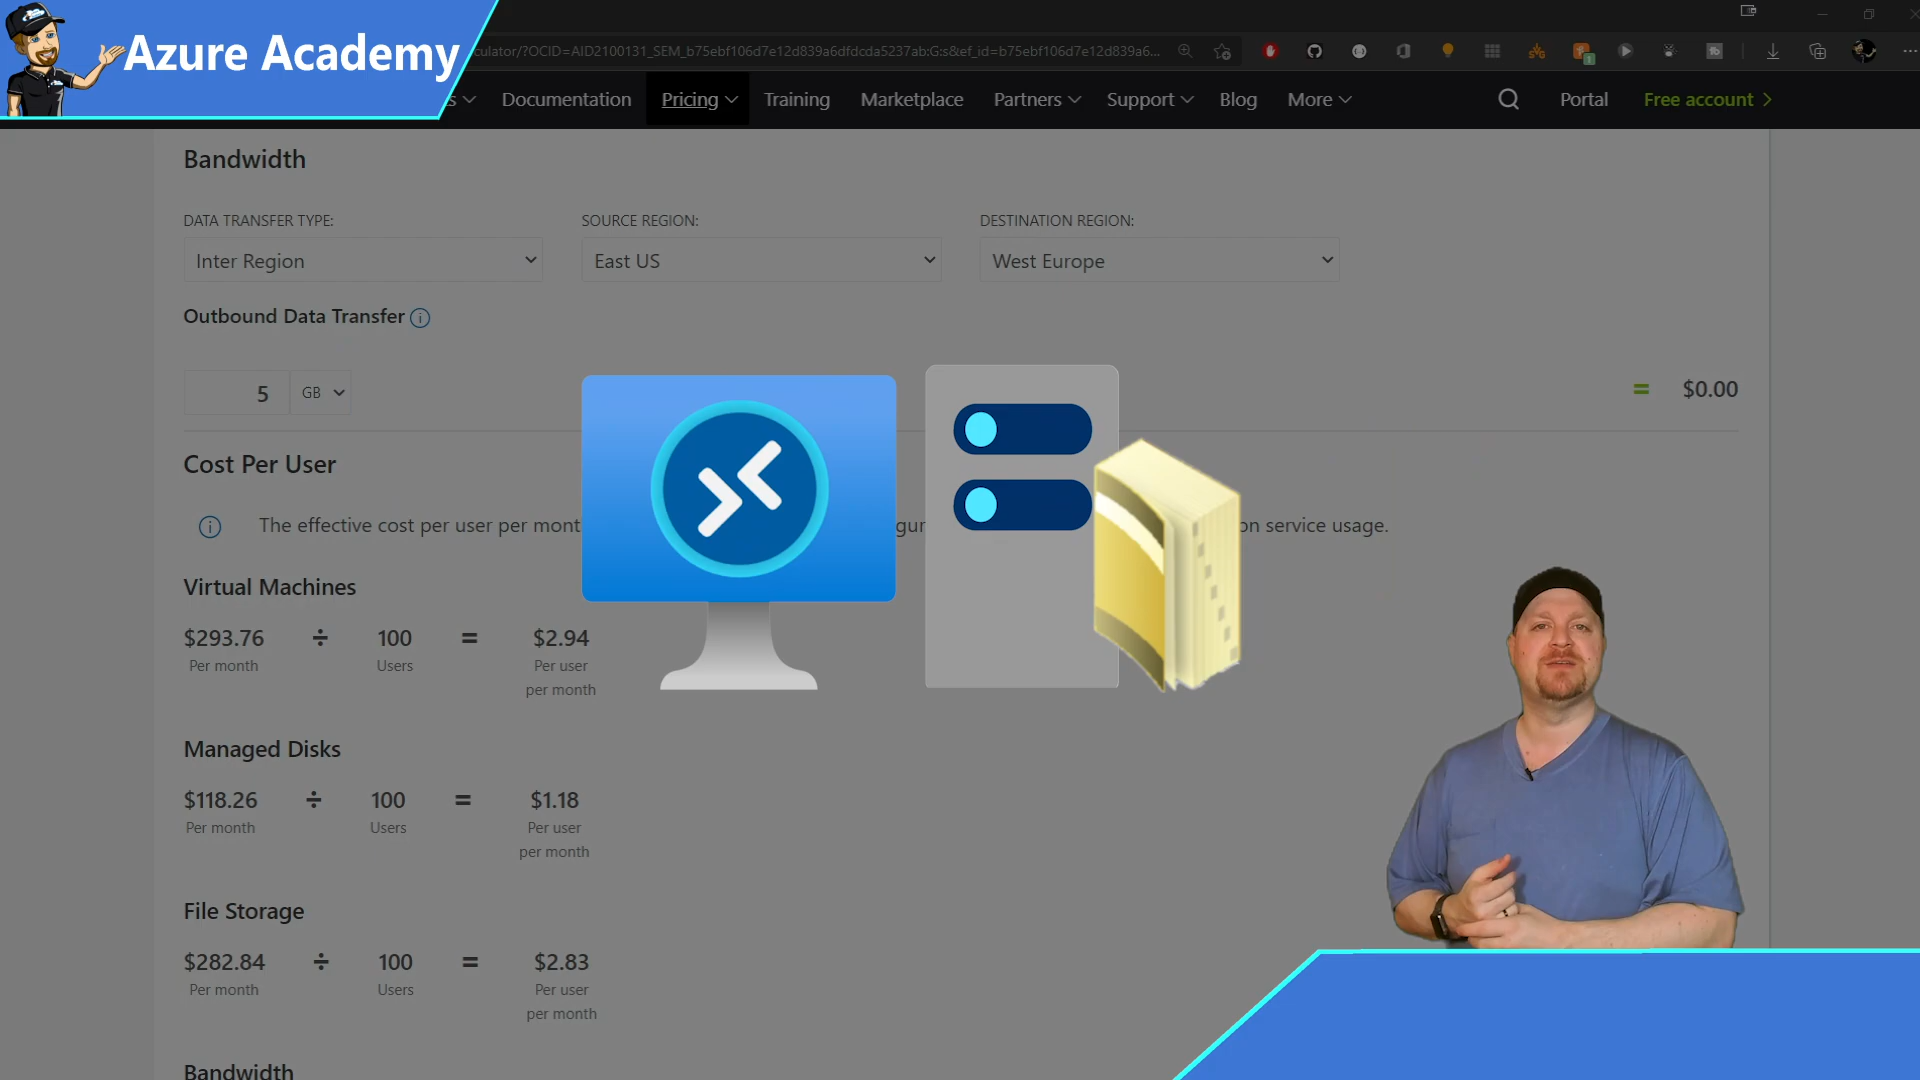 Azure Academy
culator/?OCID=AID2100131_SEM_b75ebf106d7e12d839a6dfdcda5237ab:G:s&ef_id=b75ebf106d7e12d839a6...
s Documentation Pricing Training Marketplace Partners Support Blog More Portal Free account
Bandwidth
DATA TRANSFER TYPE: SOURCE REGION: DESTINATION REGION:
Inter Region East US West Europe
Outbound Data Transfer
5 GB = $0.00
Cost Per User
The effective cost per user per mont gur on service usage.
Virtual Machines
$293.76 ÷ 100 = $2.94
Per month Users Per user
per month
Managed Disks
$118.26 ÷ 100 = $1.18
Per month Users Per user
per month
File Storage
$282.84 ÷ 100 = $2.83
Per month Users Per user
per month
Bandwidth